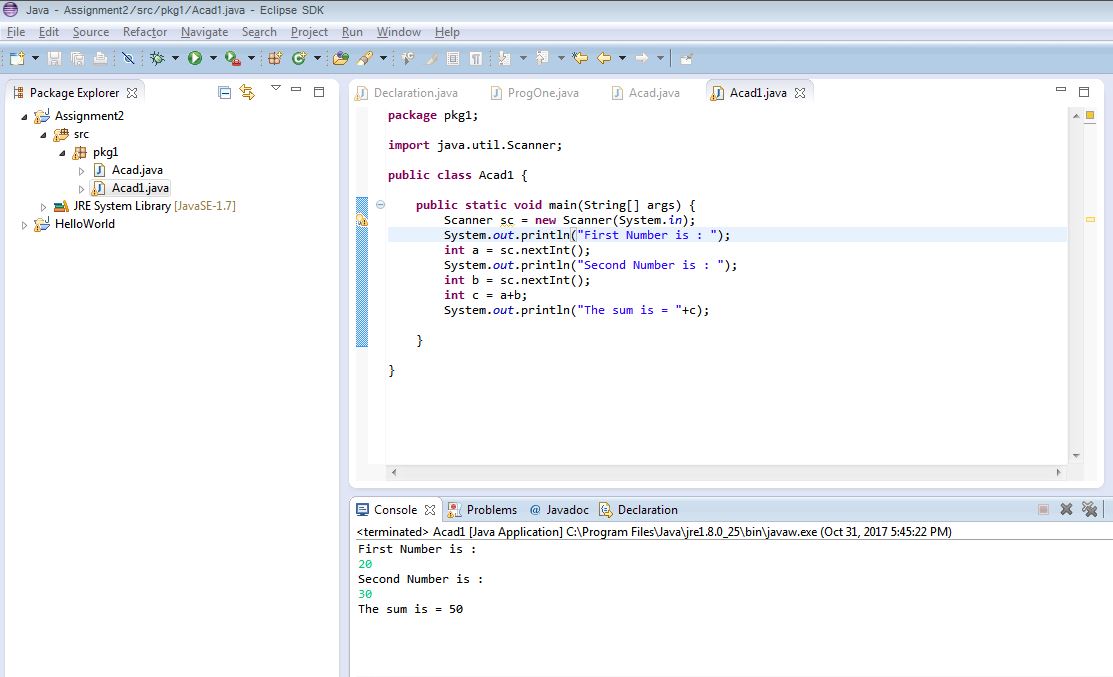 Java - Assignment2/src/pkg1/Acad1.java - Eclipse SDK
File Edit Source Refactor Navigate Search Project Run Window Help
Package Explorer
Assignment2
src
pkg1
Acad.java
Acad1.java
JRE System Library [JavaSE-1.7]
HelloWorld
Declaration.java ProgOne.java Acad.java Acad1.java
package pkg1;
import java.util.Scanner;
public class Acad1 {
public static void main(String[] args) {
Scanner sc = new Scanner(System.in);
System.out.println("First Number is : ");
int a = sc.nextInt();
System.out.println("Second Number is : ");
int b = sc.nextInt();
int c = a+b;
System.out.println("The sum is = "+c);
}
}
Console Problems @ Javadoc Declaration
<terminated> Acad1 [Java Application] C:\Program Files\Java\jre1.8.0_25\bin\javaw.exe (Oct 31, 2017 5:45:22 PM)
First Number is :
20
Second Number is :
30
The sum is = 50